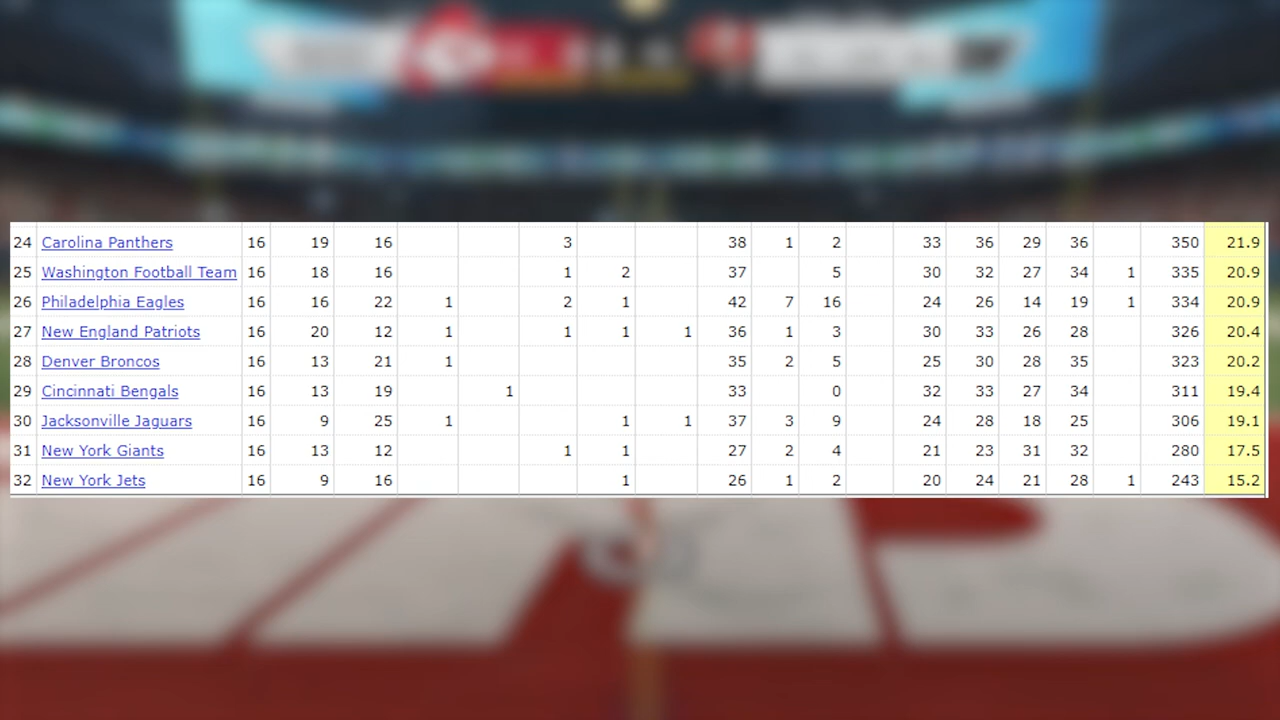 24 Carolina Panthers 16 19 16 3 38 1 2 33 36 29 36 350 21.9
25 Washington Football Team 16 18 16 1 2 37 5 30 32 27 34 1 335 20.9
26 Philadelphia Eagles 16 16 22 1 2 1 42 7 16 24 26 14 19 1 334 20.9
27 New England Patriots 16 20 12 1 1 1 1 36 1 3 30 33 26 28 326 20.4
28 Denver Broncos 16 13 21 1 35 2 5 25 30 28 35 323 20.2
29 Cincinnati Bengals 16 13 19 1 33 0 32 33 27 34 311 19.4
30 Jacksonville Jaguars 16 9 25 1 1 1 37 3 9 24 28 18 25 306 19.1
31 New York Giants 16 13 12 1 1 27 2 4 21 23 31 32 280 17.5
32 New York Jets 16 9 16 1 26 1 2 20 24 21 28 1 243 15.2